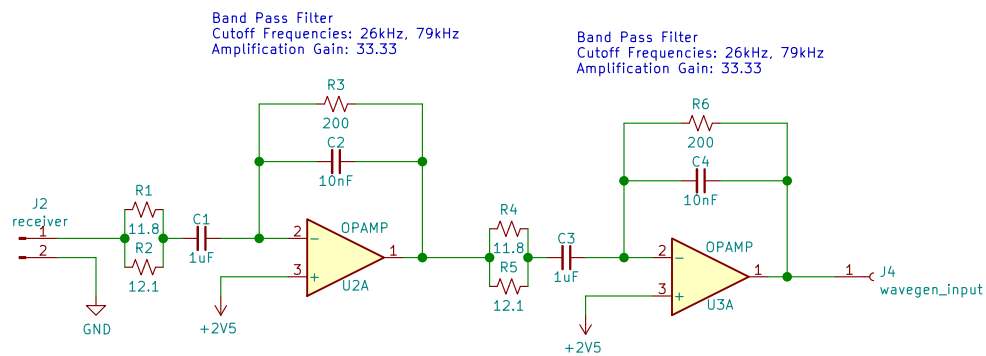 Band Pass Filter
Cutoff Frequencies: 26kHz, 79kHz
Amplification Gain: 33.33
Band Pass Filter
Cutoff Frequencies: 26kHz, 79kHz
Amplification Gain: 33.33
R3
200
C2
10nF
R6
200
C4
10nF
J2
receiver
1
2
GND
R1
11.8
R2
12.1
C1
1uF
2
3
+2V5
OPAMP
−
+
1
U2A
R4
11.8
R5
12.1
C3
1uF
2
3
+2V5
OPAMP
−
+
1
U3A
1
J4
wavegen_input